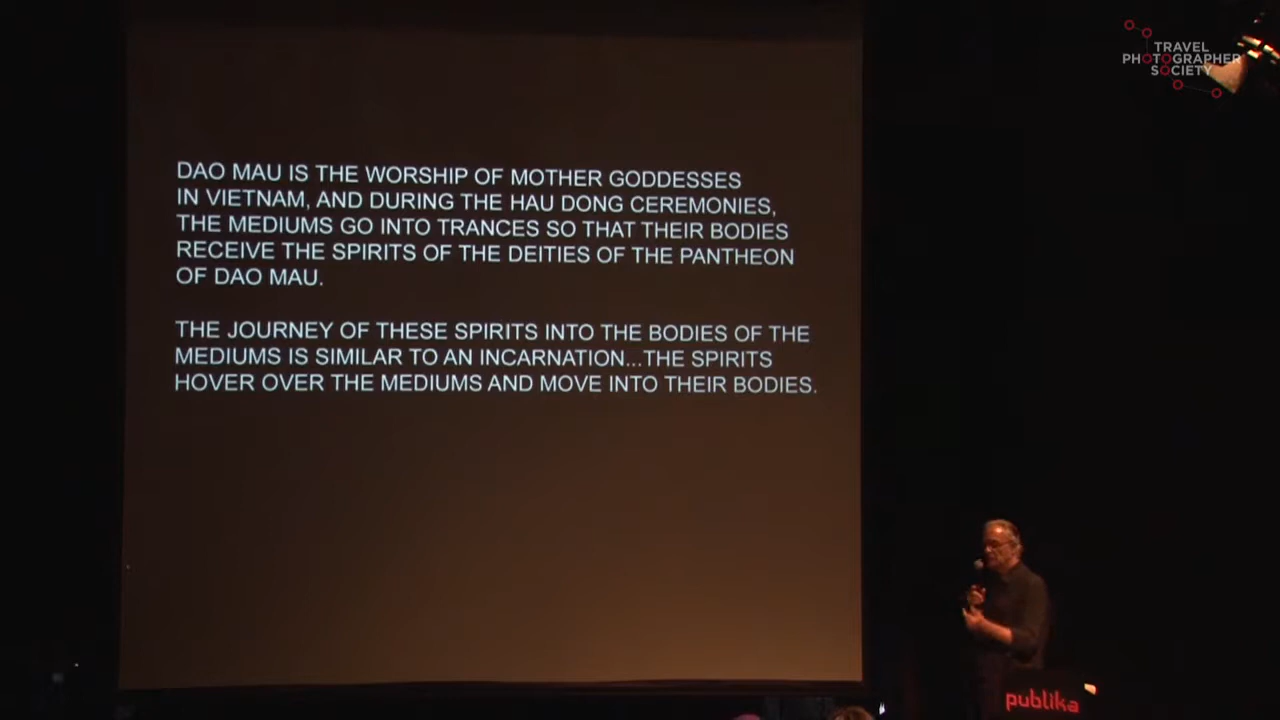 TRAVEL
PHOTOGRAPHER
SOCIETY
DAO MAU IS THE WORSHIP OF MOTHER GODDESSES
IN VIETNAM, AND DURING THE HAU DONG CEREMONIES,
THE MEDIUMS GO INTO TRANCES SO THAT THEIR BODIES
RECEIVE THE SPIRITS OF THE DEITIES OF THE PANTHEON
OF DAO MAU.
THE JOURNEY OF THESE SPIRITS INTO THE BODIES OF THE
MEDIUMS IS SIMILAR TO AN INCARNATION...THE SPIRITS
HOVER OVER THE MEDIUMS AND MOVE INTO THEIR BODIES.
publika